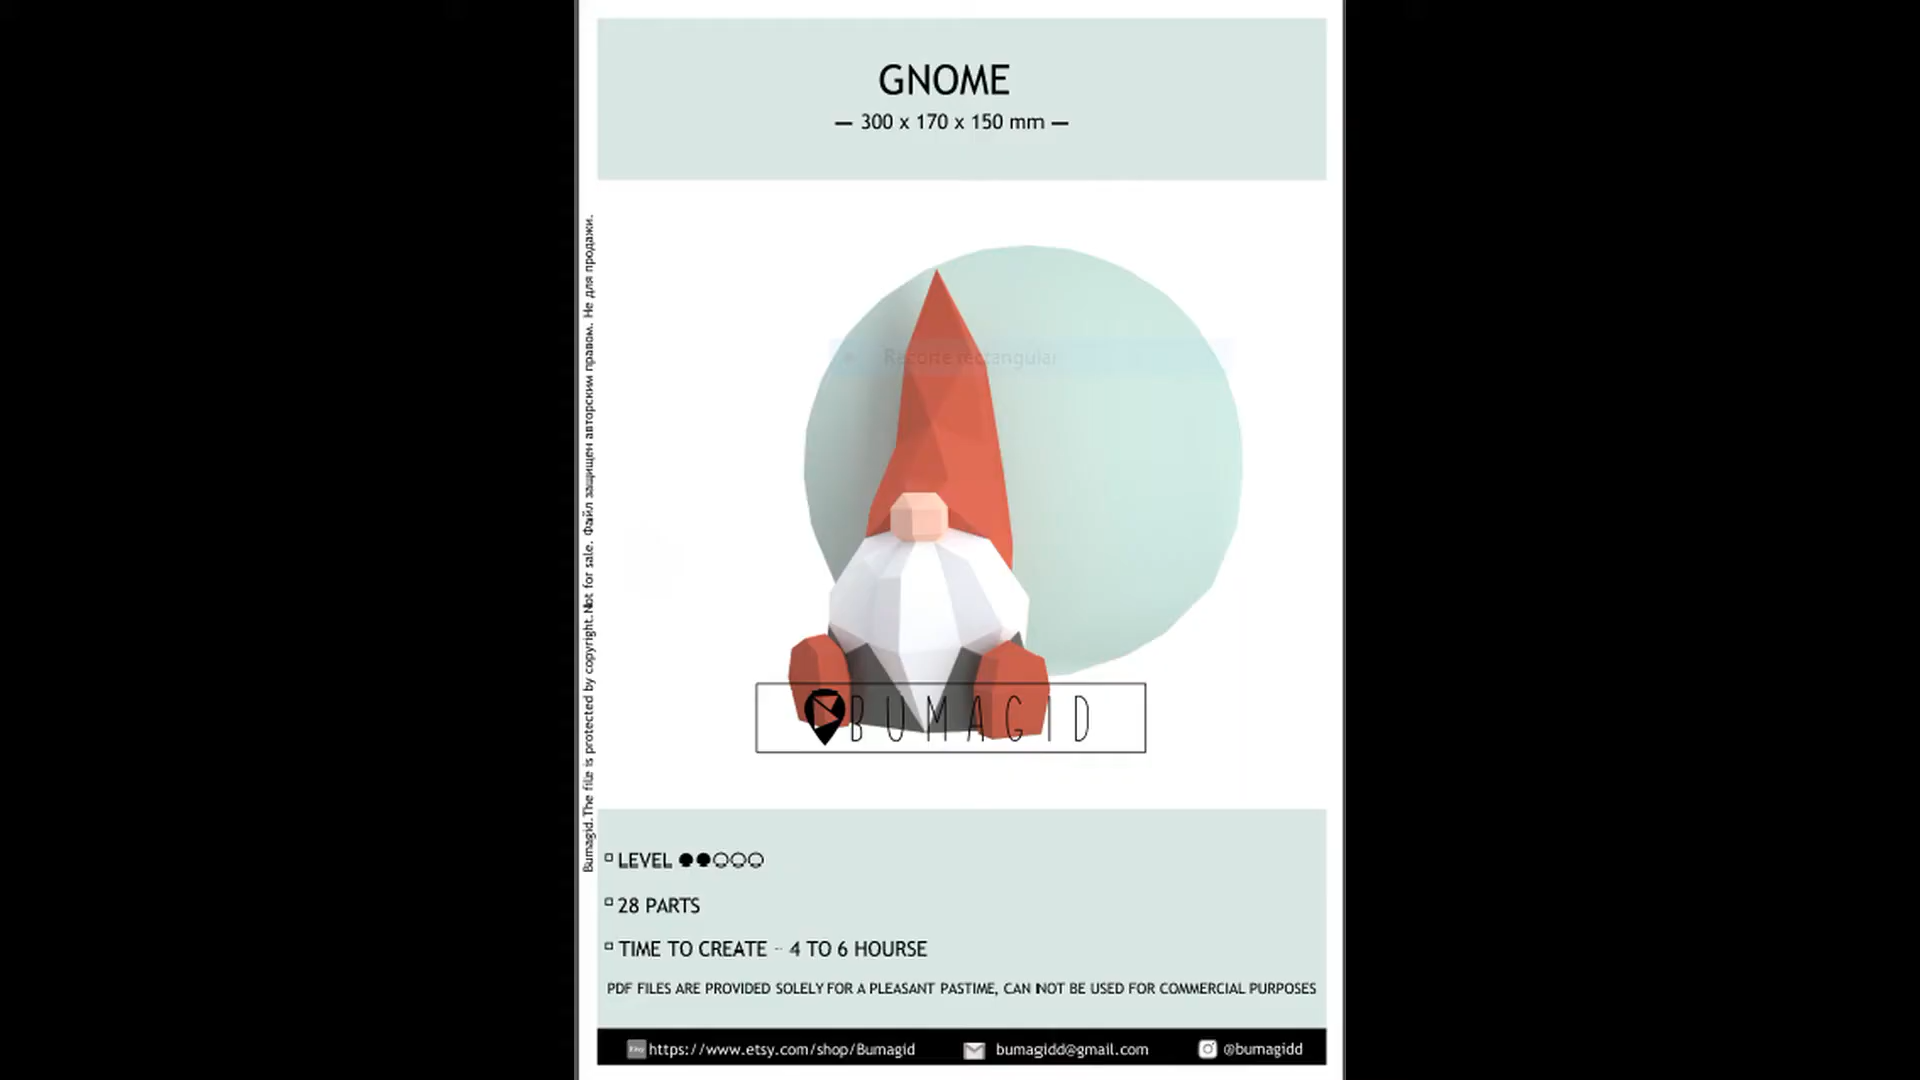 GNOME
— 300 x 170 x 150 mm —
Bumagid.The file is protected by copyright.Not for sale. Файл защищен авторским правом. Не для продажи.
Recorte rectangular
BUMAGID
LEVEL
28 PARTS
TIME TO CREATE - 4 TO 6 HOURSE
PDF FILES ARE PROVIDED SOLELY FOR A PLEASANT PASTIME, CAN NOT BE USED FOR COMMERCIAL PURPOSES
https://www.etsy.com/shop/Bumagid bumagidd@gmail.com @bumagidd